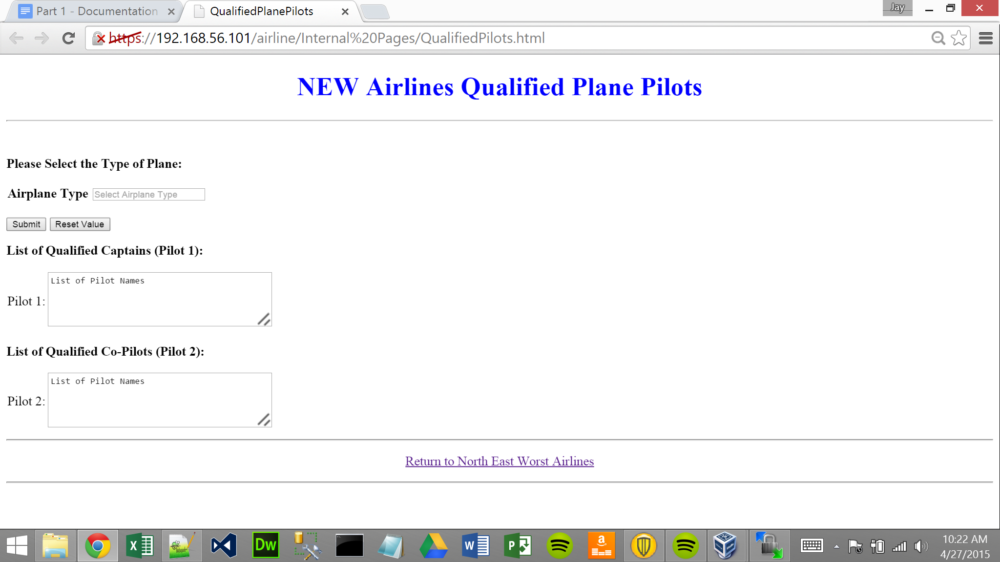 Part 1 - Documentation
QualifiedPlanePilots
Jay
https://192.168.56.101/airline/Internal%20Pages/QualifiedPilots.html
NEW Airlines Qualified Plane Pilots
Please Select the Type of Plane:
Airplane Type Select Airplane Type
Submit Reset Value
List of Qualified Captains (Pilot 1):
List of Pilot Names
Pilot 1:
List of Qualified Co-Pilots (Pilot 2):
List of Pilot Names
Pilot 2:
Return to North East Worst Airlines
Dw
10:22 AM
4/27/2015